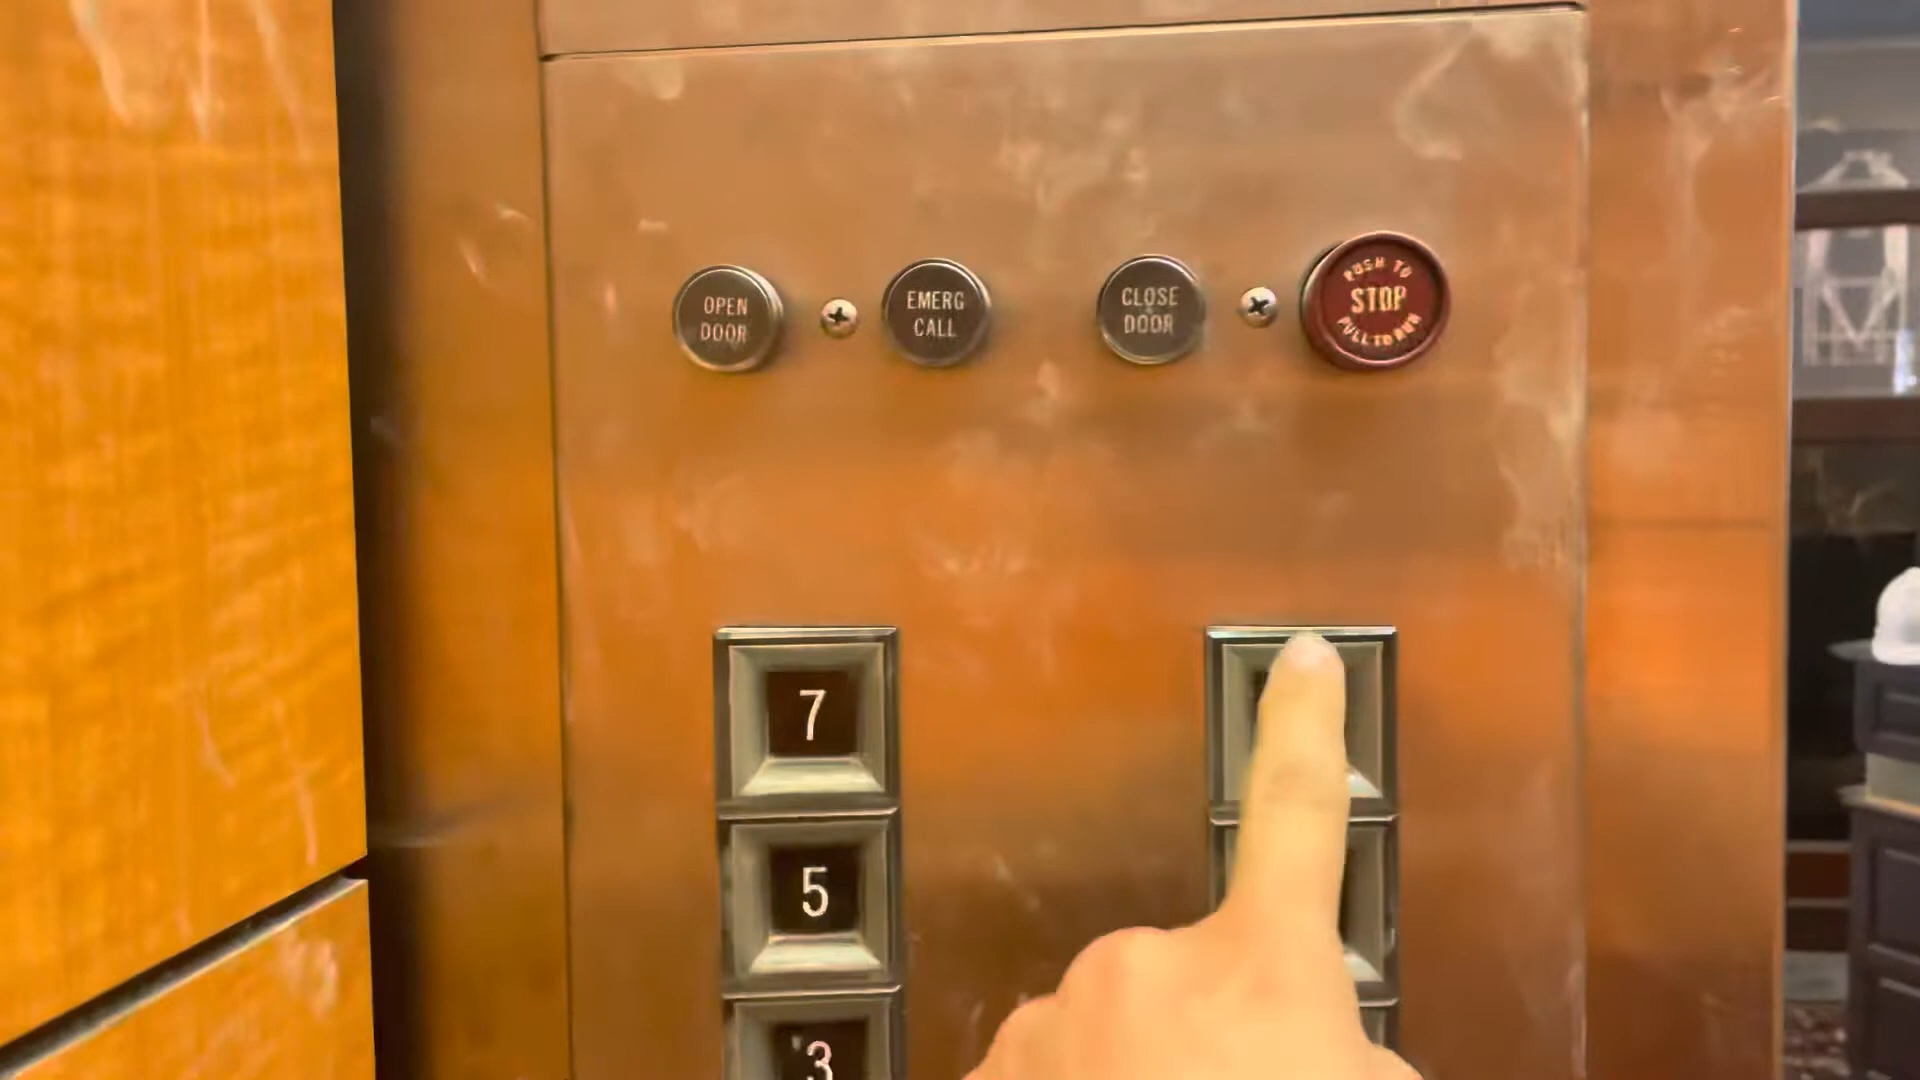 OPEN
DOOR
EMERG
CALL
CLOSE
DOOR
PUSH TO
STOP
PULL TO RUN
7
5
3